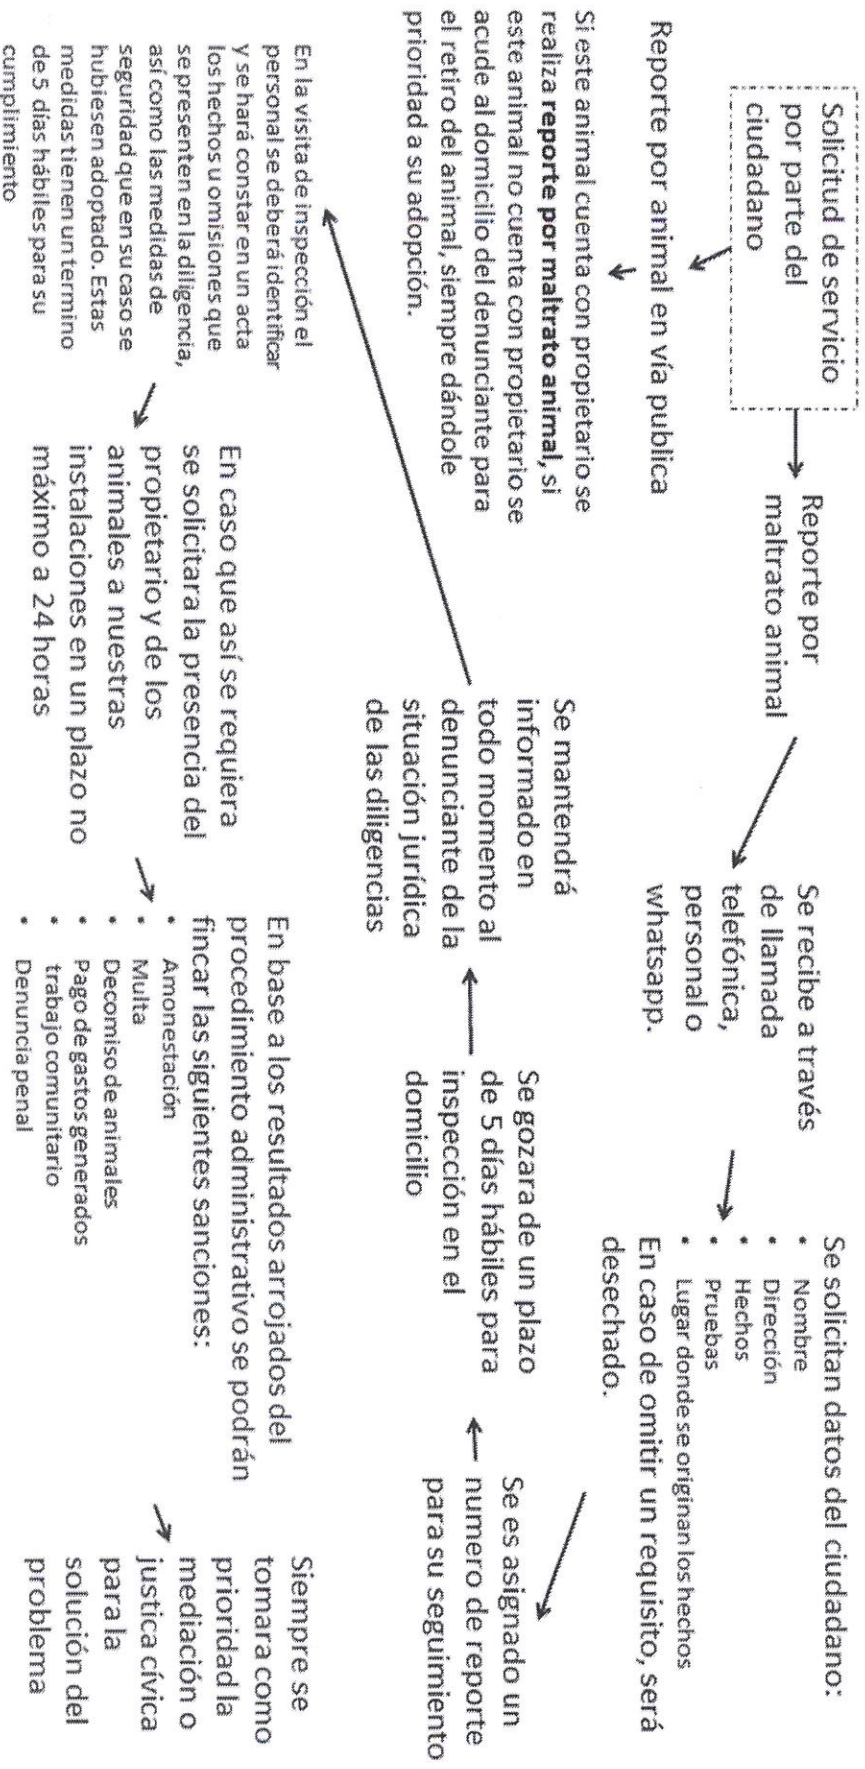 Solicitud de servicio
por parte del
ciudadano
Reporte por
maltrato animal
Se recibe a través
de llamada
telefónica,
personal o
whatsapp.
Se solicitan datos del ciudadano:
• Nombre
• Dirección
• Hechos
• Pruebas
• Lugar donde se originan los hechos
En caso de omitir un requisito, será
desechado.
Se es asignado un
numero de reporte
para su seguimiento
Se gozara de un plazo
de 5 días hábiles para
inspección en el
domicilio
Se mantendrá
informado en
todo momento al
denunciante de la
situación jurídica
de las diligencias
Reporte por animal en vía publica
Si este animal cuenta con propietario se
realiza reporte por maltrato animal, si
este animal no cuenta con propietario se
acude al domicilio del denunciante para
el retiro del animal, siempre dándole
prioridad a su adopción.
En la visita de inspección el
personal se deberá identificar
y se hará constar en un acta
los hechos u omisiones que
se presenten en la diligencia,
así como las medidas de
seguridad que en su caso se
hubiesen adoptado. Estas
medidas tienen un termino
de 5 días hábiles para su
cumplimiento
En caso que así se requiera
se solicitara la presencia del
propietario y de los
animales a nuestras
instalaciones en un plazo no
máximo a 24 horas
En base a los resultados arrojados del
procedimiento administrativo se podrán
fincar las siguientes sanciones:
• Amonestación
• Multa
• Decomiso de animales
• Pago de gastos generados
• trabajo comunitario
• Denuncia penal
Siempre se
tomara como
prioridad la
mediación o
justica cívica
para la
solución del
problema